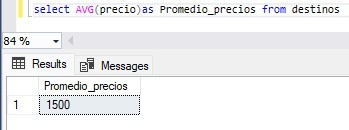 select AVG(precio)as Promedio_precios from destinos
84 %
Results Messages
Promedio_precios
1 1500